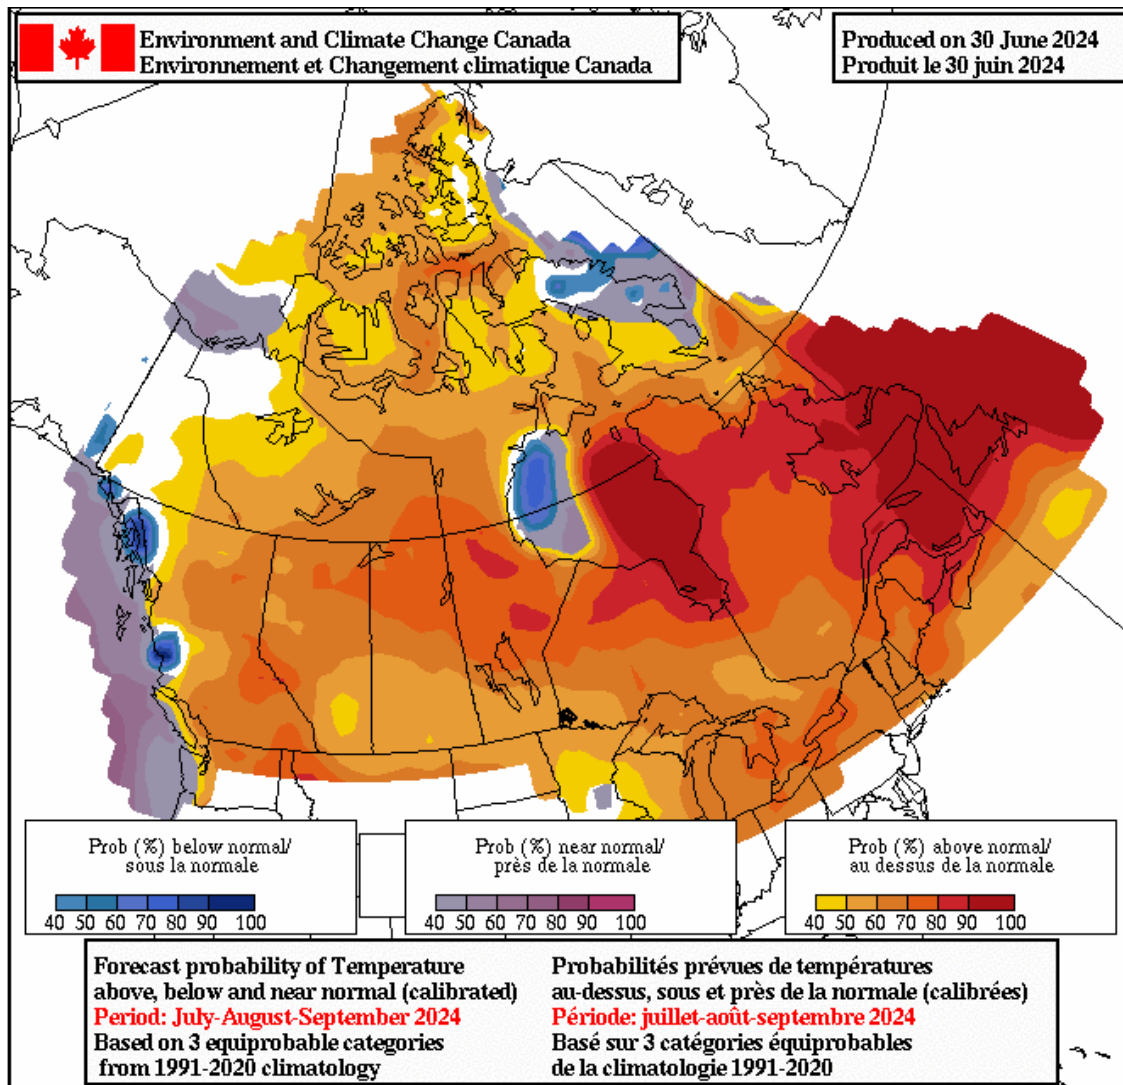 Environment and Climate Change Canada
Environnement et Changement climatique Canada
Produced on 30 June 2024
Produit le 30 juin 2024
Prob (%) below normal/
sous la normale
40 50 60 70 80 90 100
Prob (%) near normal/
près de la normale
40 50 60 70 80 90 100
Prob (%) above normal/
au dessus de la normale
40 50 60 70 80 90 100
Forecast probability of Temperature
above, below and near normal (calibrated)
Period: July-August-September 2024
Based on 3 equiprobable categories
from 1991-2020 climatology
Probabilités prévues de températures
au-dessus, sous et près de la normale (calibrées)
Période: juillet-août-septembre 2024
Basé sur 3 catégories équiprobables
de la climatologie 1991-2020